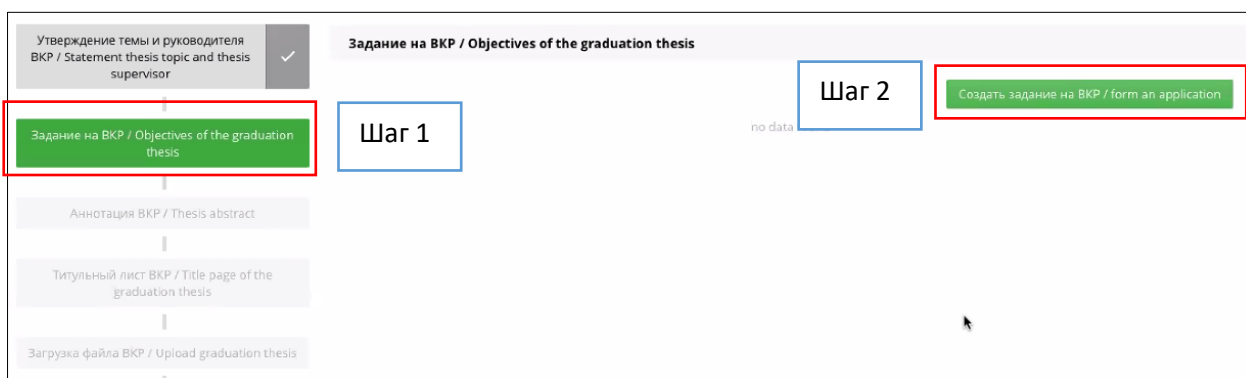 Утверждение темы и руководителя
ВКР / Statement thesis topic and thesis
supervisor
Задание на ВКР / Objectives of the graduation
thesis
Аннотация ВКР / Thesis abstract
Титульный лист ВКР / Title page of the
graduation thesis
Загрузка файла ВКР / Upload graduation thesis
Шаг 1
Задание на ВКР / Objectives of the graduation thesis
Шаг 2
Создать задание на ВКР / form an application
no data